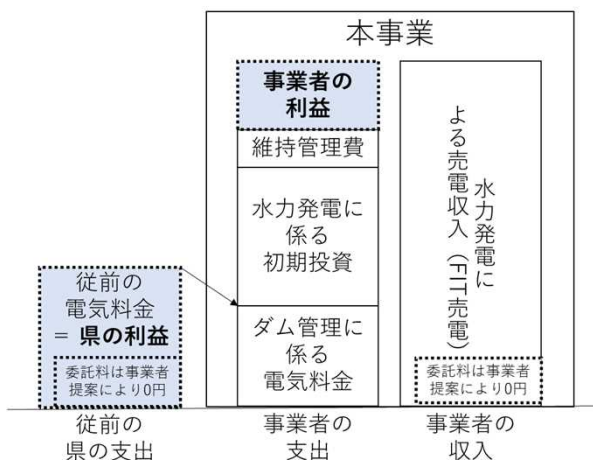 本事業
事業者の
利益
維持管理費
水力発電に
係る
初期投資
ダム管理に
係る
電気料金
水力発電に
よる売電収入（FIT売電）
委託料は事業者
提案により0円
従前の
電気料金
= 県の利益
委託料は事業者
提案により0円
従前の
県の支出
事業者の
支出
事業者の
収入